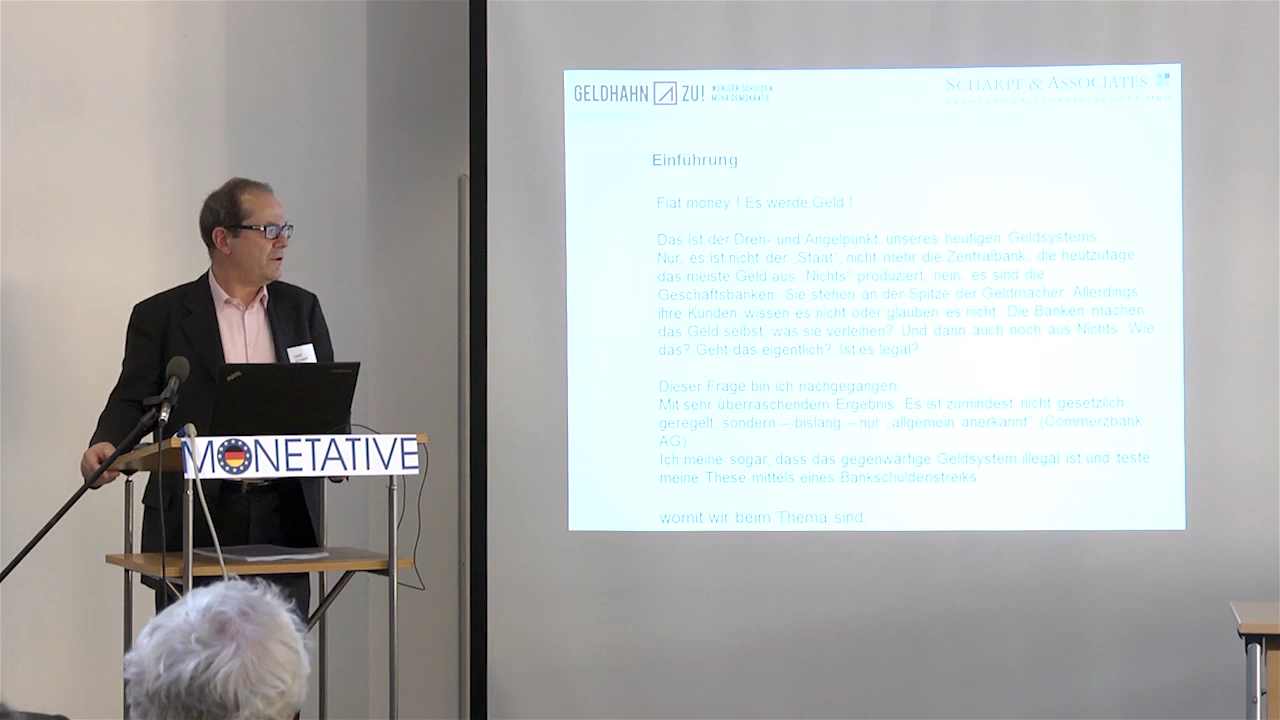 GELDHAHN ZU! WENIGER SCHULDEN
MEHR DEMOKRATIE
SCHARPF & ASSOCIATES
Einführung
Fiat money ! Es werde Geld !
Das ist der Dreh- und Angelpunkt unseres heutigen Geldsystems.
Nur, es ist nicht der „Staat“, nicht mehr die Zentralbank, die heutzutage
das meiste Geld aus „Nichts“ produziert, nein, es sind die
Geschäftsbanken. Sie stehen an der Spitze der Geldmacher. Allerdings,
ihre Kunden wissen es nicht oder glauben es nicht. Die Banken machen
das Geld selbst, was sie verleihen? Und dann auch noch aus Nichts. Wie
das? Geht das eigentlich? Ist es legal?
Dieser Frage bin ich nachgegangen.
Mit sehr überraschendem Ergebnis. Es ist zumindest nicht gesetzlich
geregelt, sondern – bislang – nur „allgemein anerkannt“ (Commerzbank
AG).
Ich meine sogar, dass das gegenwärtige Geldsystem illegal ist und teste
meine These mittels eines Bankschuldenstreiks
womit wir beim Thema sind
MONETATIVE